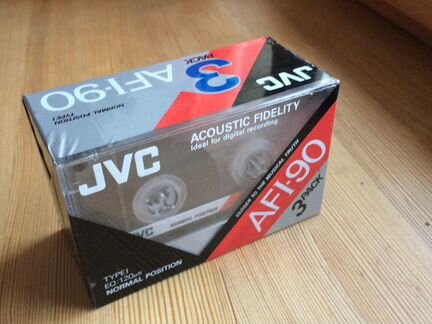 3
PACK
AFI-90
NORMAL POSITION
TYPE I
JVC
ACOUSTIC FIDELITY
Ideal for digital recording
JVC
JVC
NORMAL POSITION
CLOSER TO THE MUSICAL TRUTH
AFI-90
3 PACK
TYPE I
EQ:120μs
NORMAL POSITION